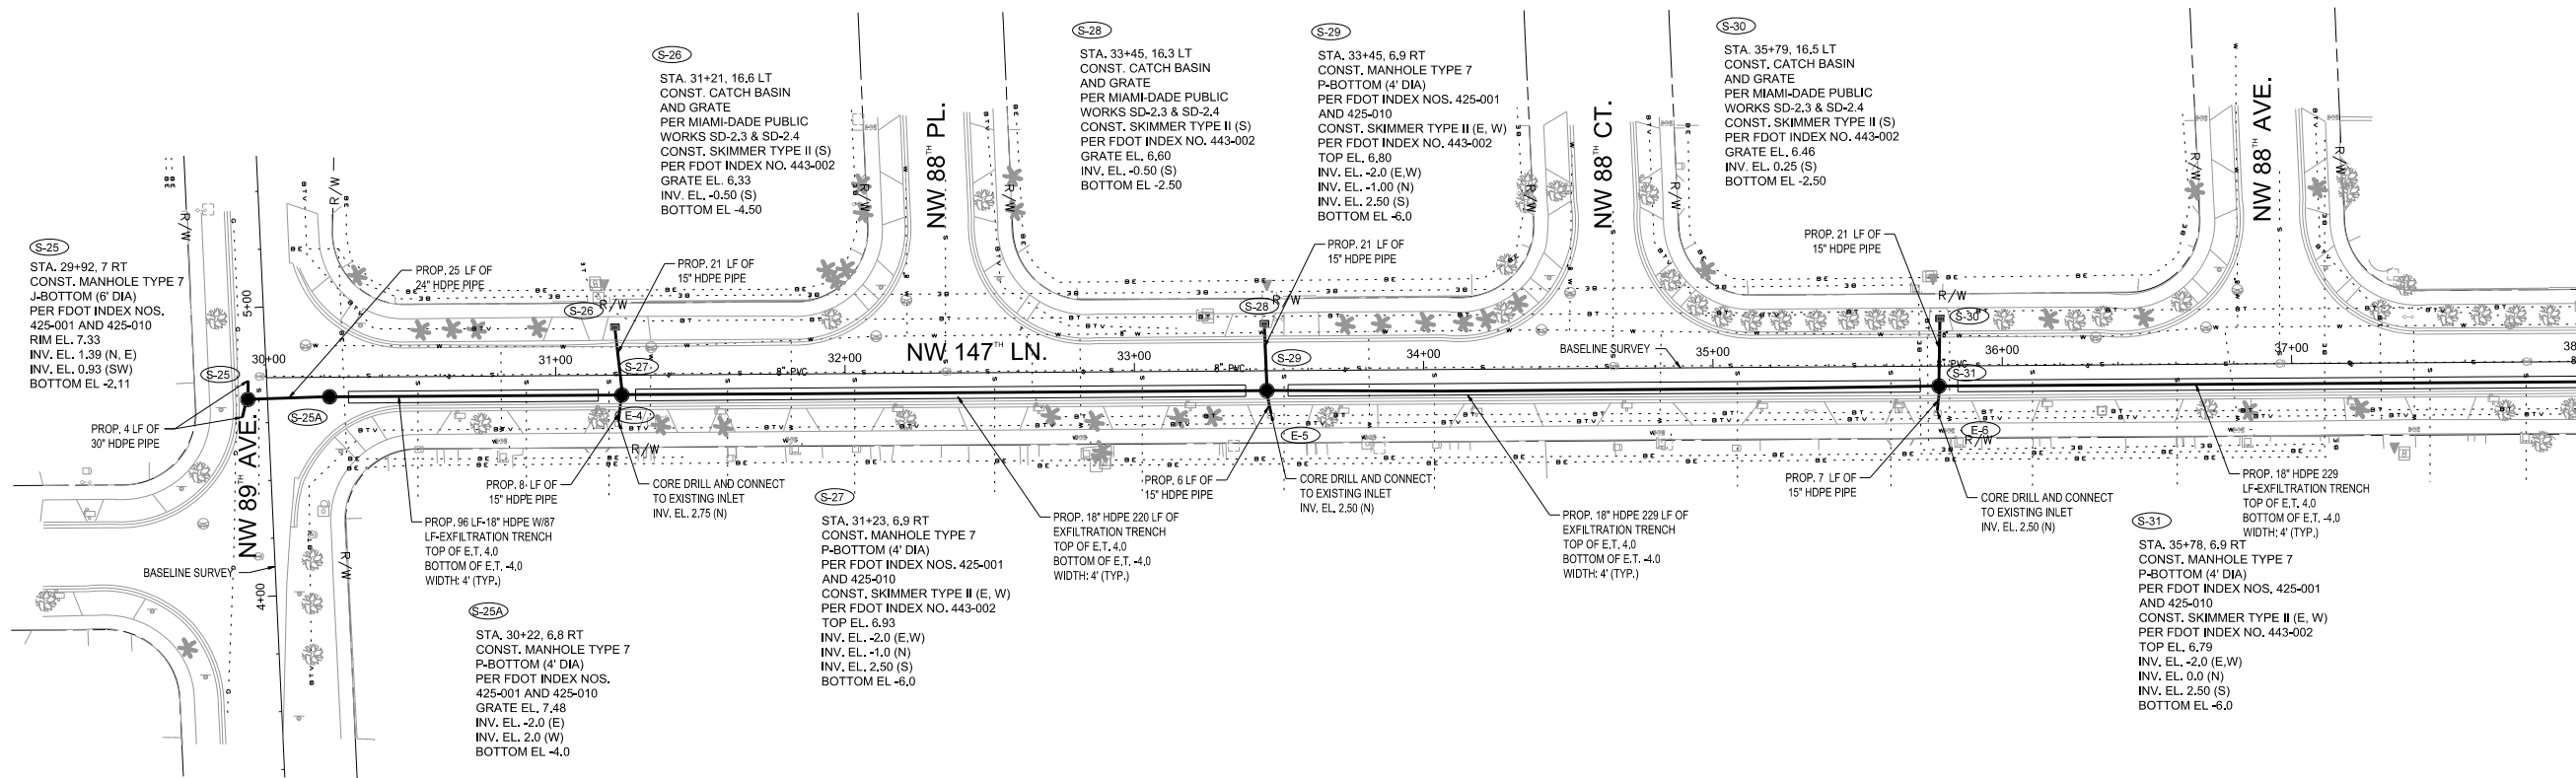 S-25
STA. 29+92, 7 RT
CONST. MANHOLE TYPE 7
J-BOTTOM (6' DIA)
PER FDOT INDEX NOS.
425-001 AND 425-010
RIM EL. 7.33
INV. EL. 1.39 (N, E)
INV. EL. 0.93 (SW)
BOTTOM EL -2.11
S-26
STA. 31+21, 16.6 LT
CONST. CATCH BASIN
AND GRATE
PER MIAMI-DADE PUBLIC
WORKS SD-2.3 & SD-2.4
CONST. SKIMMER TYPE II (S)
PER FDOT INDEX NO. 443-002
GRATE EL. 6.33
INV. EL. -0.50 (S)
BOTTOM EL -4.50
S-28
STA. 33+45, 16.3 LT
CONST. CATCH BASIN
AND GRATE
PER MIAMI-DADE PUBLIC
WORKS SD-2.3 & SD-2.4
CONST. SKIMMER TYPE II (S)
PER FDOT INDEX NO. 443-002
GRATE EL. 6.60
INV. EL. -0.50 (S)
BOTTOM EL -2.50
S-29
STA. 33+45, 6.9 RT
CONST. MANHOLE TYPE 7
P-BOTTOM (4' DIA)
PER FDOT INDEX NOS. 425-001
AND 425-010
CONST. SKIMMER TYPE II (E, W)
PER FDOT INDEX NO. 443-002
TOP EL. 6.80
INV. EL. -2.0 (E,W)
INV. EL. -1.00 (N)
INV. EL. 2.50 (S)
BOTTOM EL -6.0
S-30
STA. 35+79, 16.5 LT
CONST. CATCH BASIN
AND GRATE
PER MIAMI-DADE PUBLIC
WORKS SD-2.3 & SD-2.4
CONST. SKIMMER TYPE II (S)
PER FDOT INDEX NO. 443-002
GRATE EL. 6.46
INV. EL. 0.25 (S)
BOTTOM EL -2.50
NW 88TH PL.
NW 88TH CT.
NW 88TH AVE.
NW 89TH AVE.
NW 147TH LN.
PROP. 25 LF OF
24" HDPE PIPE
PROP. 21 LF OF
15" HDPE PIPE
PROP. 21 LF OF
15" HDPE PIPE
PROP. 21 LF OF
15" HDPE PIPE
R/W
R/W
R/W
R/W
R/W
R/W
R/W
R/W
R/W
R/W
R/W
R/W
R/W
R/W
S-26
S-28
S-30
5+00
4+00
30+00
31+00
32+00
33+00
34+00
35+00
36+00
37+00
BASELINE SURVEY
8" PVC
8" PVC
8" PVC
S-25
S-25A
S-27
S-29
S-31
E-4
E-5
E-6
PROP. 4 LF OF
30" HDPE PIPE
BASELINE SURVEY
PROP. 96 LF-18" HDPE W/87
LF-EXFILTRATION TRENCH
TOP OF E.T. 4.0
BOTTOM OF E.T. -4.0
WIDTH: 4' (TYP.)
PROP. 8 LF OF
15" HDPE PIPE
CORE DRILL AND CONNECT
TO EXISTING INLET
INV. EL. 2.75 (N)
S-25A
STA. 30+22, 6.8 RT
CONST. MANHOLE TYPE 7
P-BOTTOM (4' DIA)
PER FDOT INDEX NOS.
425-001 AND 425-010
GRATE EL. 7.48
INV. EL. -2.0 (E)
INV. EL. 2.0 (W)
BOTTOM EL -4.0
S-27
STA. 31+23, 6.9 RT
CONST. MANHOLE TYPE 7
P-BOTTOM (4' DIA)
PER FDOT INDEX NOS. 425-001
AND 425-010
CONST. SKIMMER TYPE II (E, W)
PER FDOT INDEX NO. 443-002
TOP EL. 6.93
INV. EL. -2.0 (E,W)
INV. EL. -1.0 (N)
INV. EL. 2.50 (S)
BOTTOM EL -6.0
PROP. 18" HDPE 220 LF OF
EXFILTRATION TRENCH
TOP OF E.T. 4.0
BOTTOM OF E.T. -4.0
WIDTH: 4' (TYP.)
PROP. 6 LF OF
15" HDPE PIPE
CORE DRILL AND CONNECT
TO EXISTING INLET
INV. EL. 2.50 (N)
PROP. 18" HDPE 229 LF OF
EXFILTRATION TRENCH
TOP OF E.T. 4.0
BOTTOM OF E.T. -4.0
WIDTH: 4' (TYP.)
PROP. 7 LF OF
15" HDPE PIPE
CORE DRILL AND CONNECT
TO EXISTING INLET
INV. EL. 2.50 (N)
PROP. 18" HDPE 229
LF-EXFILTRATION TRENCH
TOP OF E.T. 4.0
BOTTOM OF E.T. -4.0
WIDTH: 4' (TYP.)
S-31
STA. 35+78, 6.9 RT
CONST. MANHOLE TYPE 7
P-BOTTOM (4' DIA)
PER FDOT INDEX NOS. 425-001
AND 425-010
CONST. SKIMMER TYPE II (E, W)
PER FDOT INDEX NO. 443-002
TOP EL. 6.79
INV. EL. -2.0 (E,W)
INV. EL. 0.0 (N)
INV. EL. 2.50 (S)
BOTTOM EL -6.0